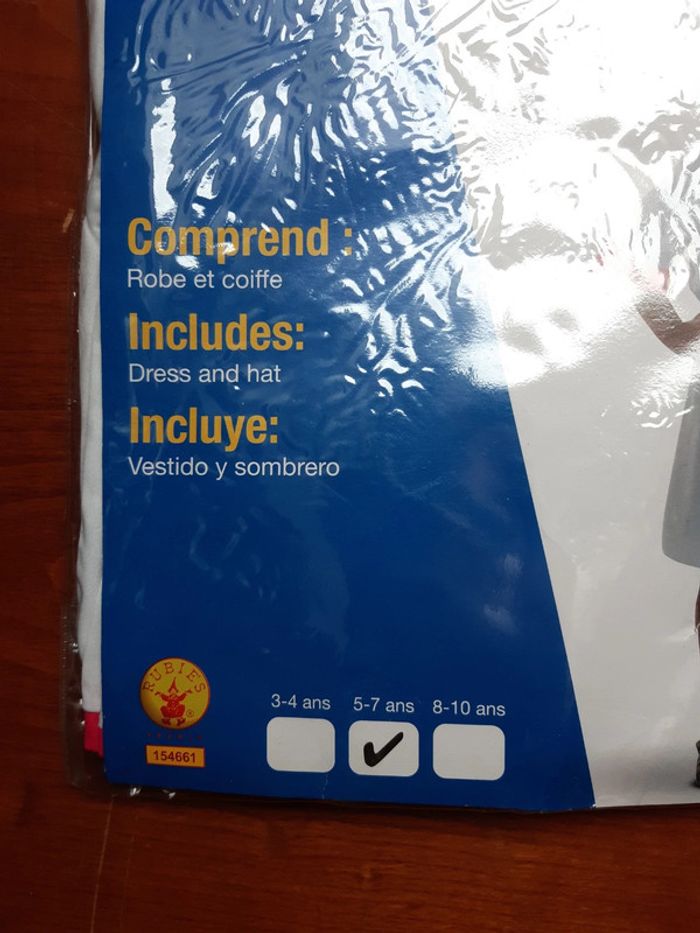 Comprend :
Robe et coiffe
Includes:
Dress and hat
Incluye:
Vestido y sombrero
RUBIE'S
®
154661
3-4 ans 5-7 ans 8-10 ans